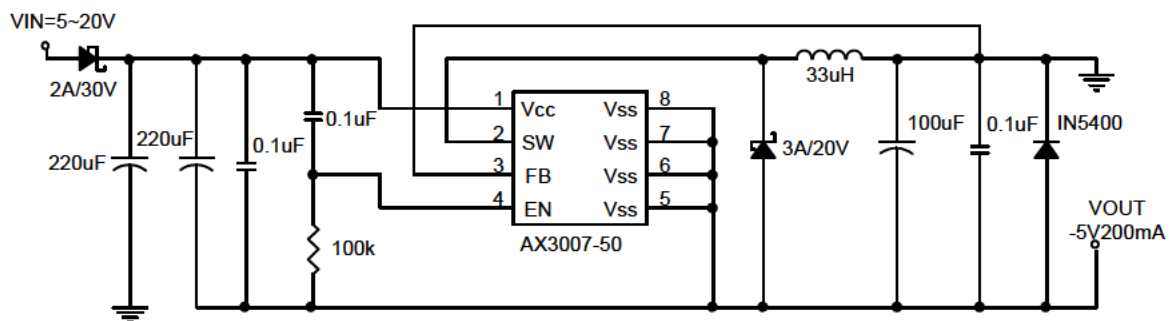 VIN=5~20V
2A/30V
220uF
220uF
0.1uF
0.1uF
100k
1 Vcc Vss 8
2 SW Vss 7
3 FB Vss 6
4 EN Vss 5
AX3007-50
33uH
3A/20V
100uF
0.1uF
IN5400
VOUT
-5V200mA